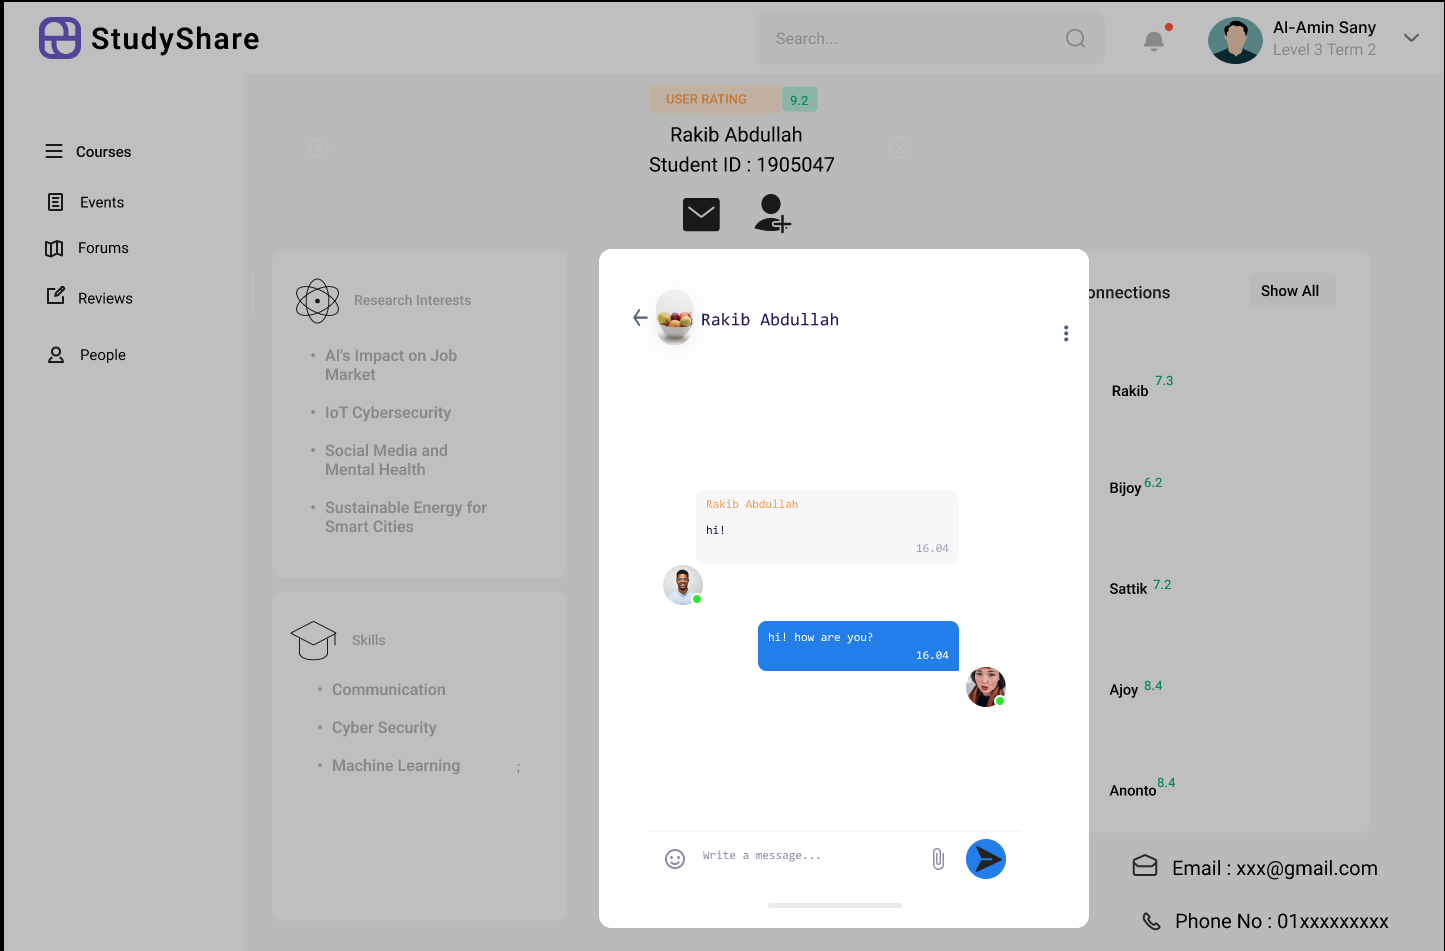 StudyShare
Search...
Al-Amin Sany
Level 3 Term 2
Courses
Events
Forums
Reviews
People
USER RATING 9.2
Rakib Abdullah
Student ID : 1905047
Research Interests
• AI's Impact on Job
Market
• IoT Cybersecurity
• Social Media and
Mental Health
• Sustainable Energy for
Smart Cities
Skills
• Communication
• Cyber Security
• Machine Learning ;
Rakib Abdullah
Rakib Abdullah
hi!
16.04
hi! how are you?
16.04
Write a message...
onnections
Show All
Rakib 7.3
Bijoy 6.2
Sattik 7.2
Ajoy 8.4
Anonto 8.4
Email : xxx@gmail.com
Phone No : 01xxxxxxxxx